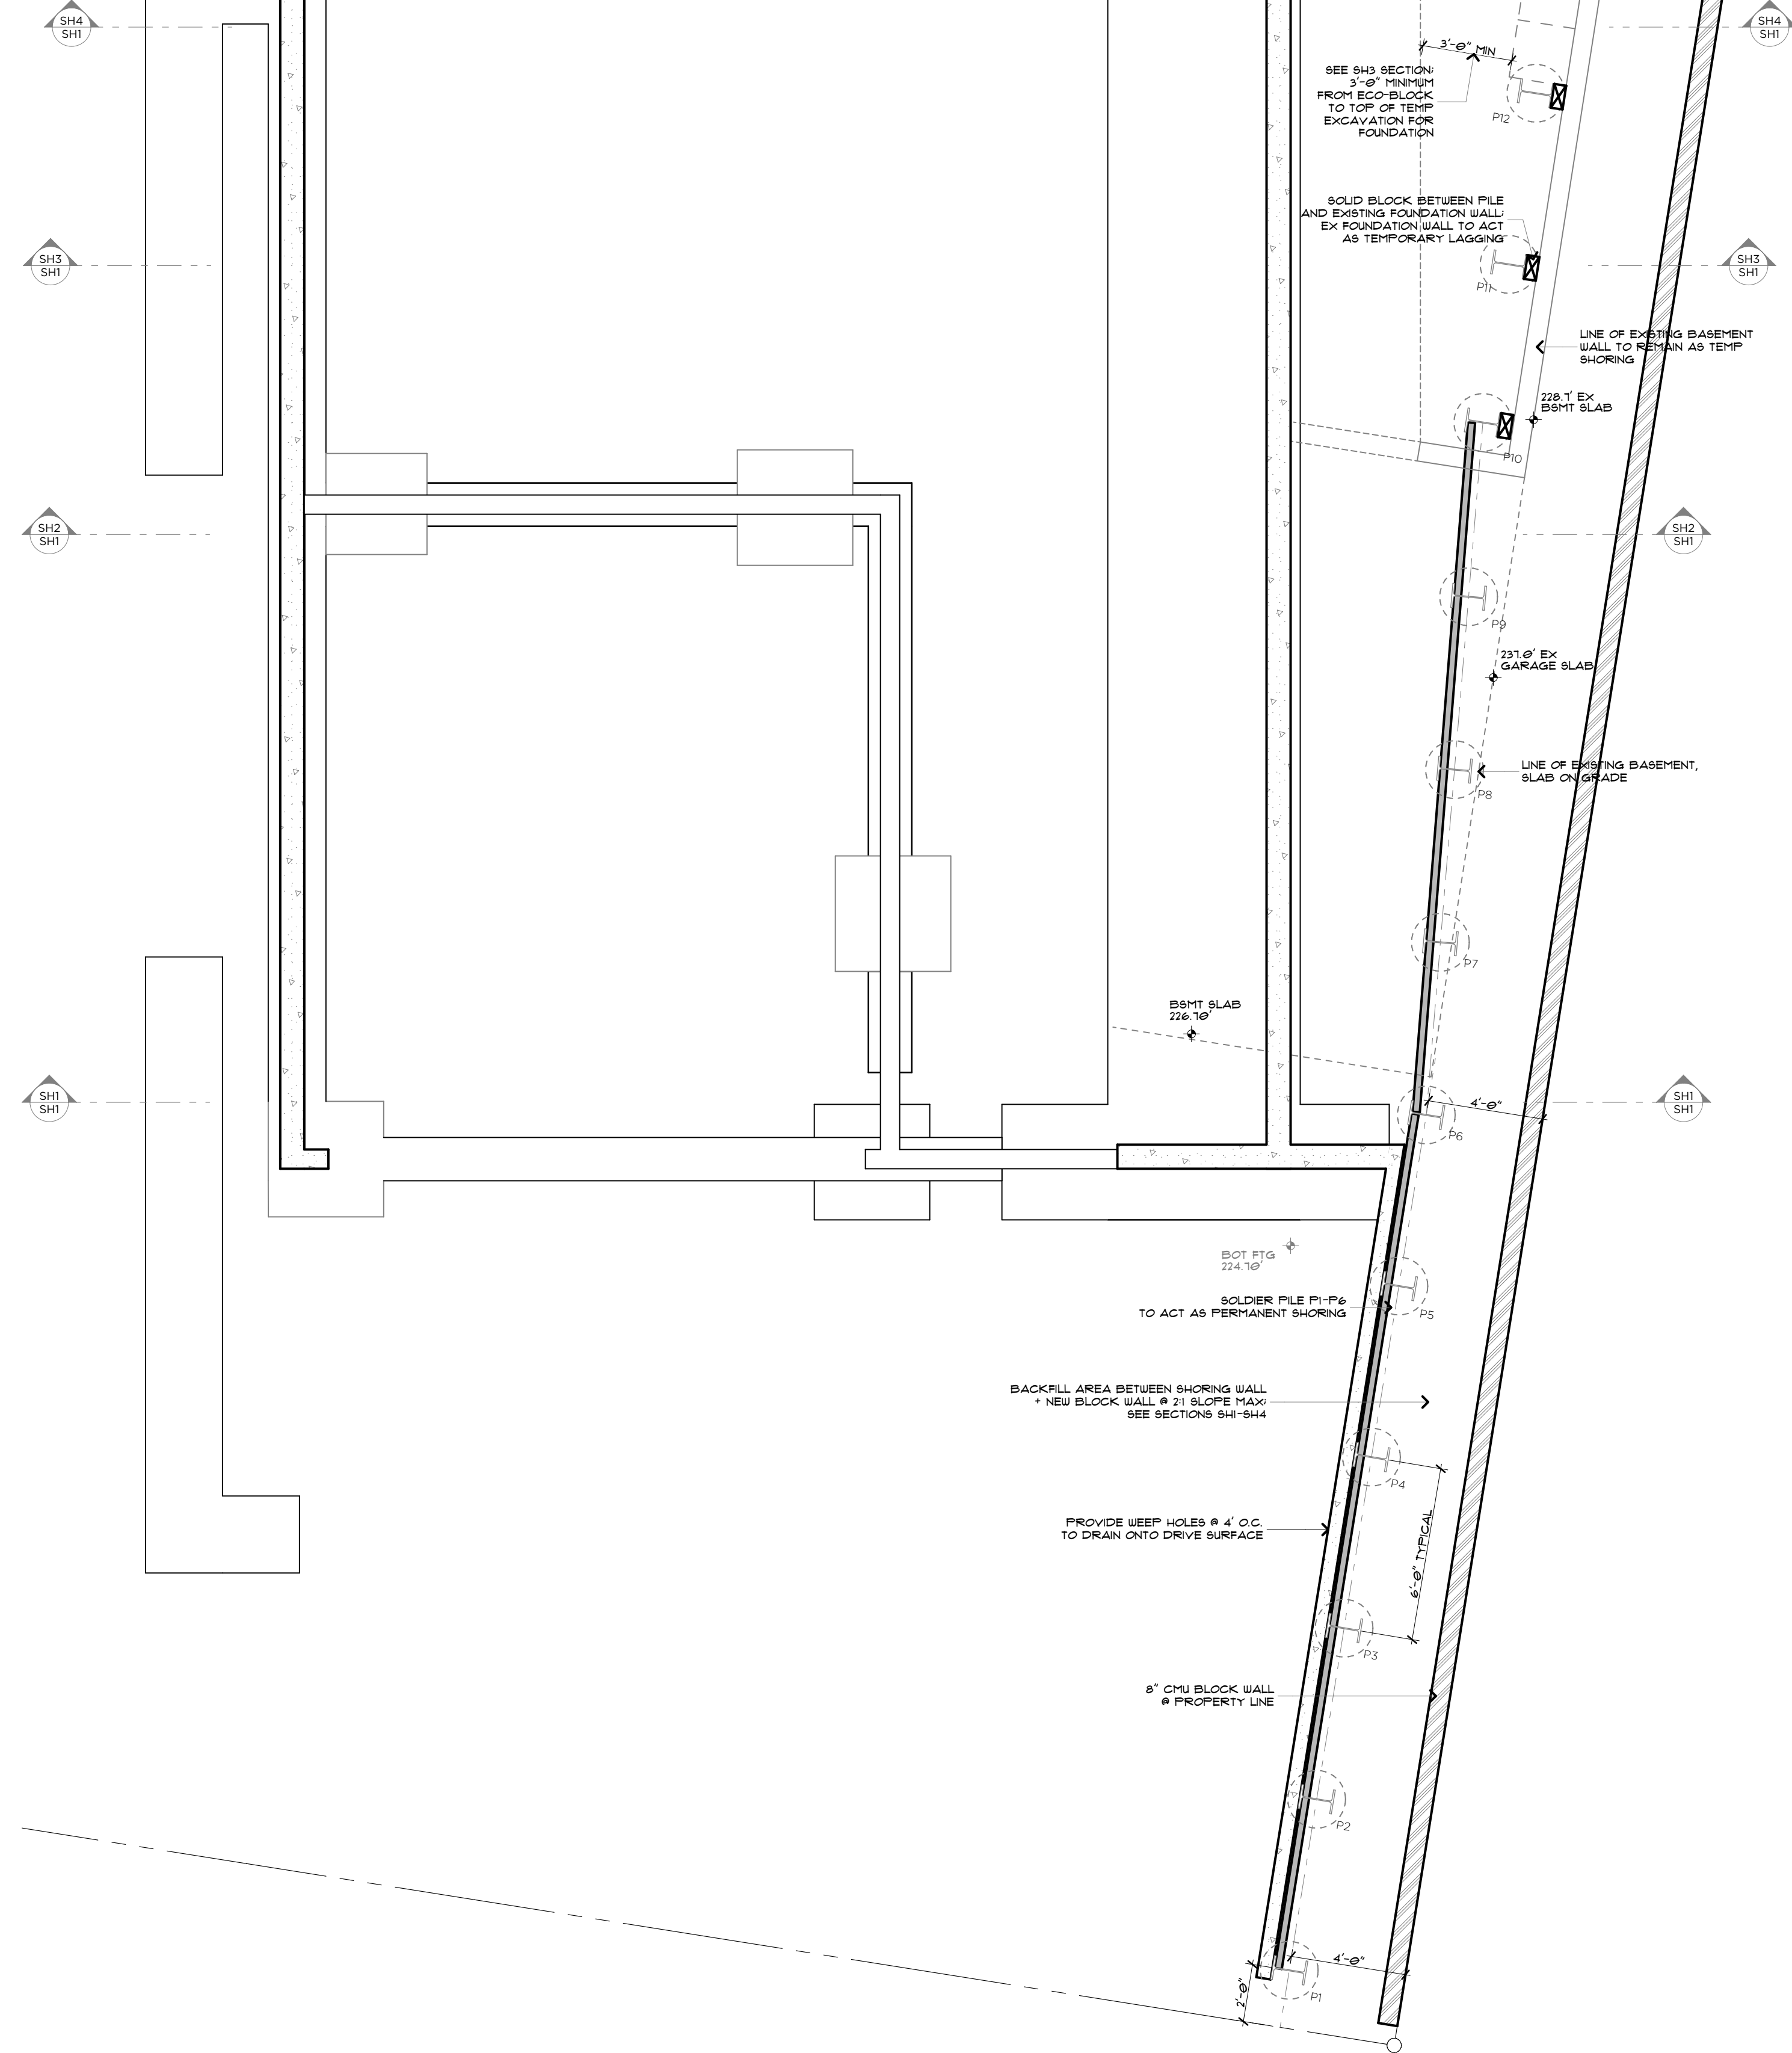 SH4
SH1
SH4
SH1
3'-0" MIN
SEE SH3 SECTION;
3'-0" MINIMUM
FROM ECO-BLOCK
TO TOP OF TEMP
EXCAVATION FOR
FOUNDATION
P12
SOLID BLOCK BETWEEN PILE
AND EXISTING FOUNDATION WALL;
EX FOUNDATION WALL TO ACT
AS TEMPORARY LAGGING
SH3
SH1
SH3
SH1
P11
LINE OF EXISTING BASEMENT
WALL TO REMAIN AS TEMP
SHORING
228.7' EX
BSMT SLAB
P10
SH2
SH1
SH2
SH1
P9
237.0' EX
GARAGE SLAB
LINE OF EXISTING BASEMENT,
SLAB ON GRADE
P8
P7
BSMT SLAB
226.70'
SH1
SH1
4'-0"
SH1
SH1
P6
BOT FTG
224.70'
SOLDIER PILE P1-P6
TO ACT AS PERMANENT SHORING
P5
BACKFILL AREA BETWEEN SHORING WALL
+ NEW BLOCK WALL @ 2:1 SLOPE MAX;
SEE SECTIONS SH1-SH4
P4
PROVIDE WEEP HOLES @ 4' O.C.
TO DRAIN ONTO DRIVE SURFACE
6'-0" TYPICAL
P3
8" CMU BLOCK WALL
@ PROPERTY LINE
P2
4'-0"
2'-0"
P1